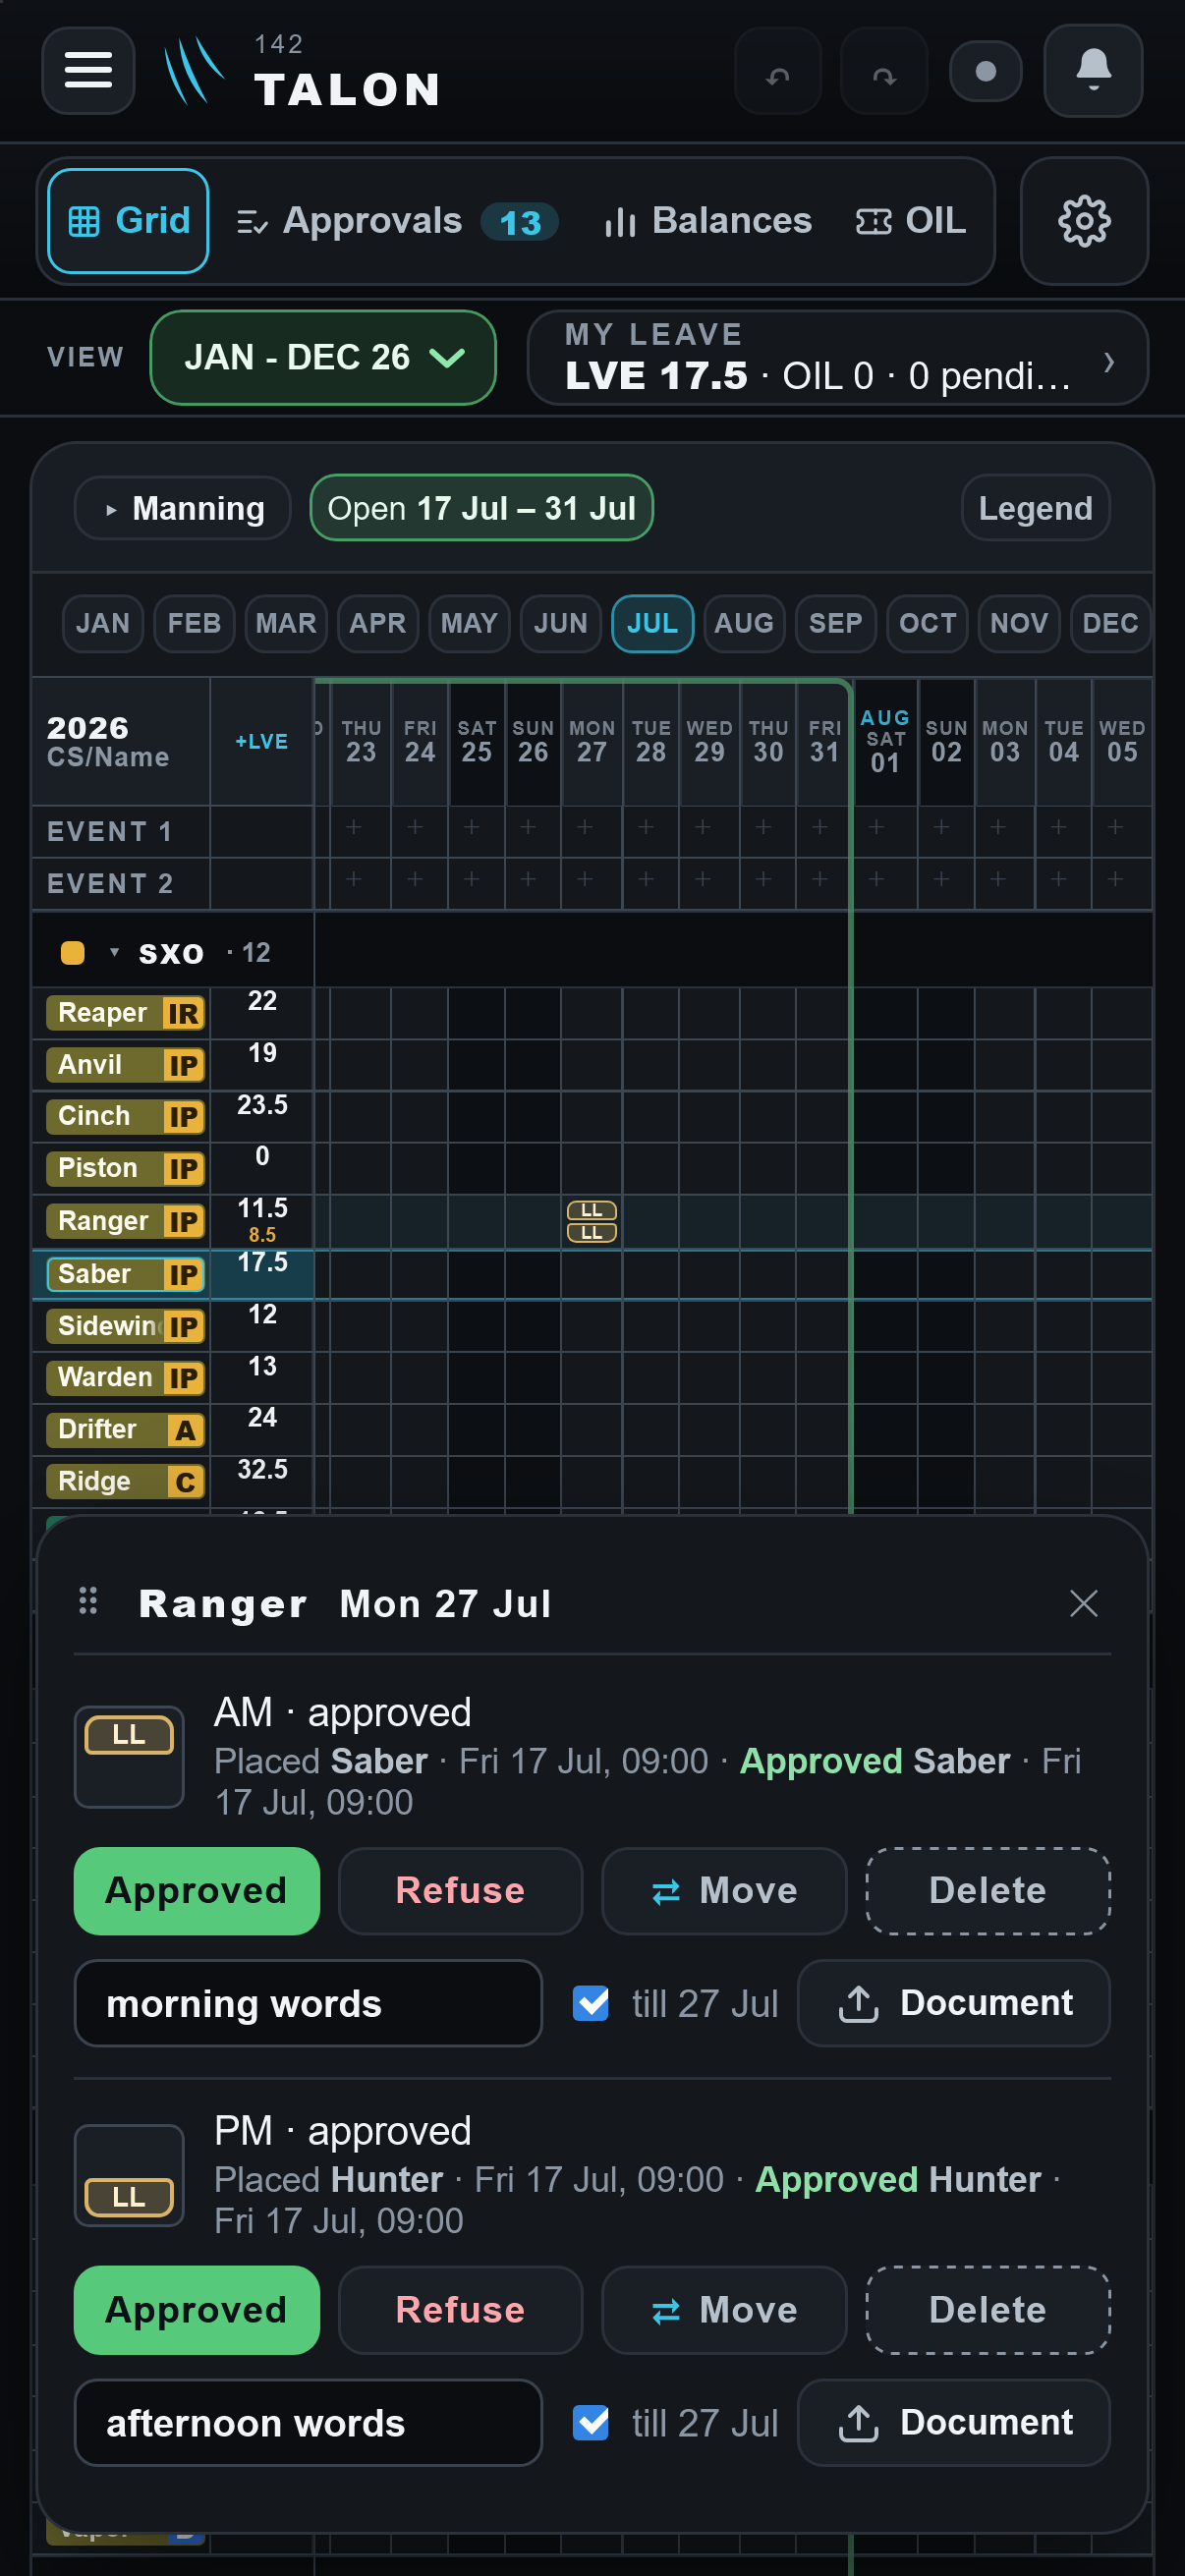 142
TALON
Grid
Approvals 13
Balances
OIL
VIEW
JAN - DEC 26
MY LEAVE
LVE 17.5 · OIL 0 · 0 pendi…
Manning
Open 17 Jul – 31 Jul
Legend
JAN FEB MAR APR MAY JUN JUL AUG SEP OCT NOV DEC
2026
CS/Name
+LVE
THU 23
FRI 24
SAT 25
SUN 26
MON 27
TUE 28
WED 29
THU 30
FRI 31
AUG
SAT 01
SUN 02
MON 03
TUE 04
WED 05
EVENT 1 + + + + + + + + + + + + + +
EVENT 2 + + + + + + + + + + + + + +
SXO · 12
Reaper IR 22
Anvil IP 19
Cinch IP 23.5
Piston IP 0
Ranger IP 11.5 LL
8.5 LL
Saber IP 17.5
Sidewin IP 12
Warden IP 13
Drifter A 24
Ridge C 32.5
Ranger Mon 27 Jul
LL
AM · approved
Placed Saber · Fri 17 Jul, 09:00 · Approved Saber · Fri
17 Jul, 09:00
Approved Refuse Move Delete
morning words till 27 Jul Document
PM · approved
LL
Placed Hunter · Fri 17 Jul, 09:00 · Approved Hunter ·
Fri 17 Jul, 09:00
Approved Refuse Move Delete
afternoon words till 27 Jul Document